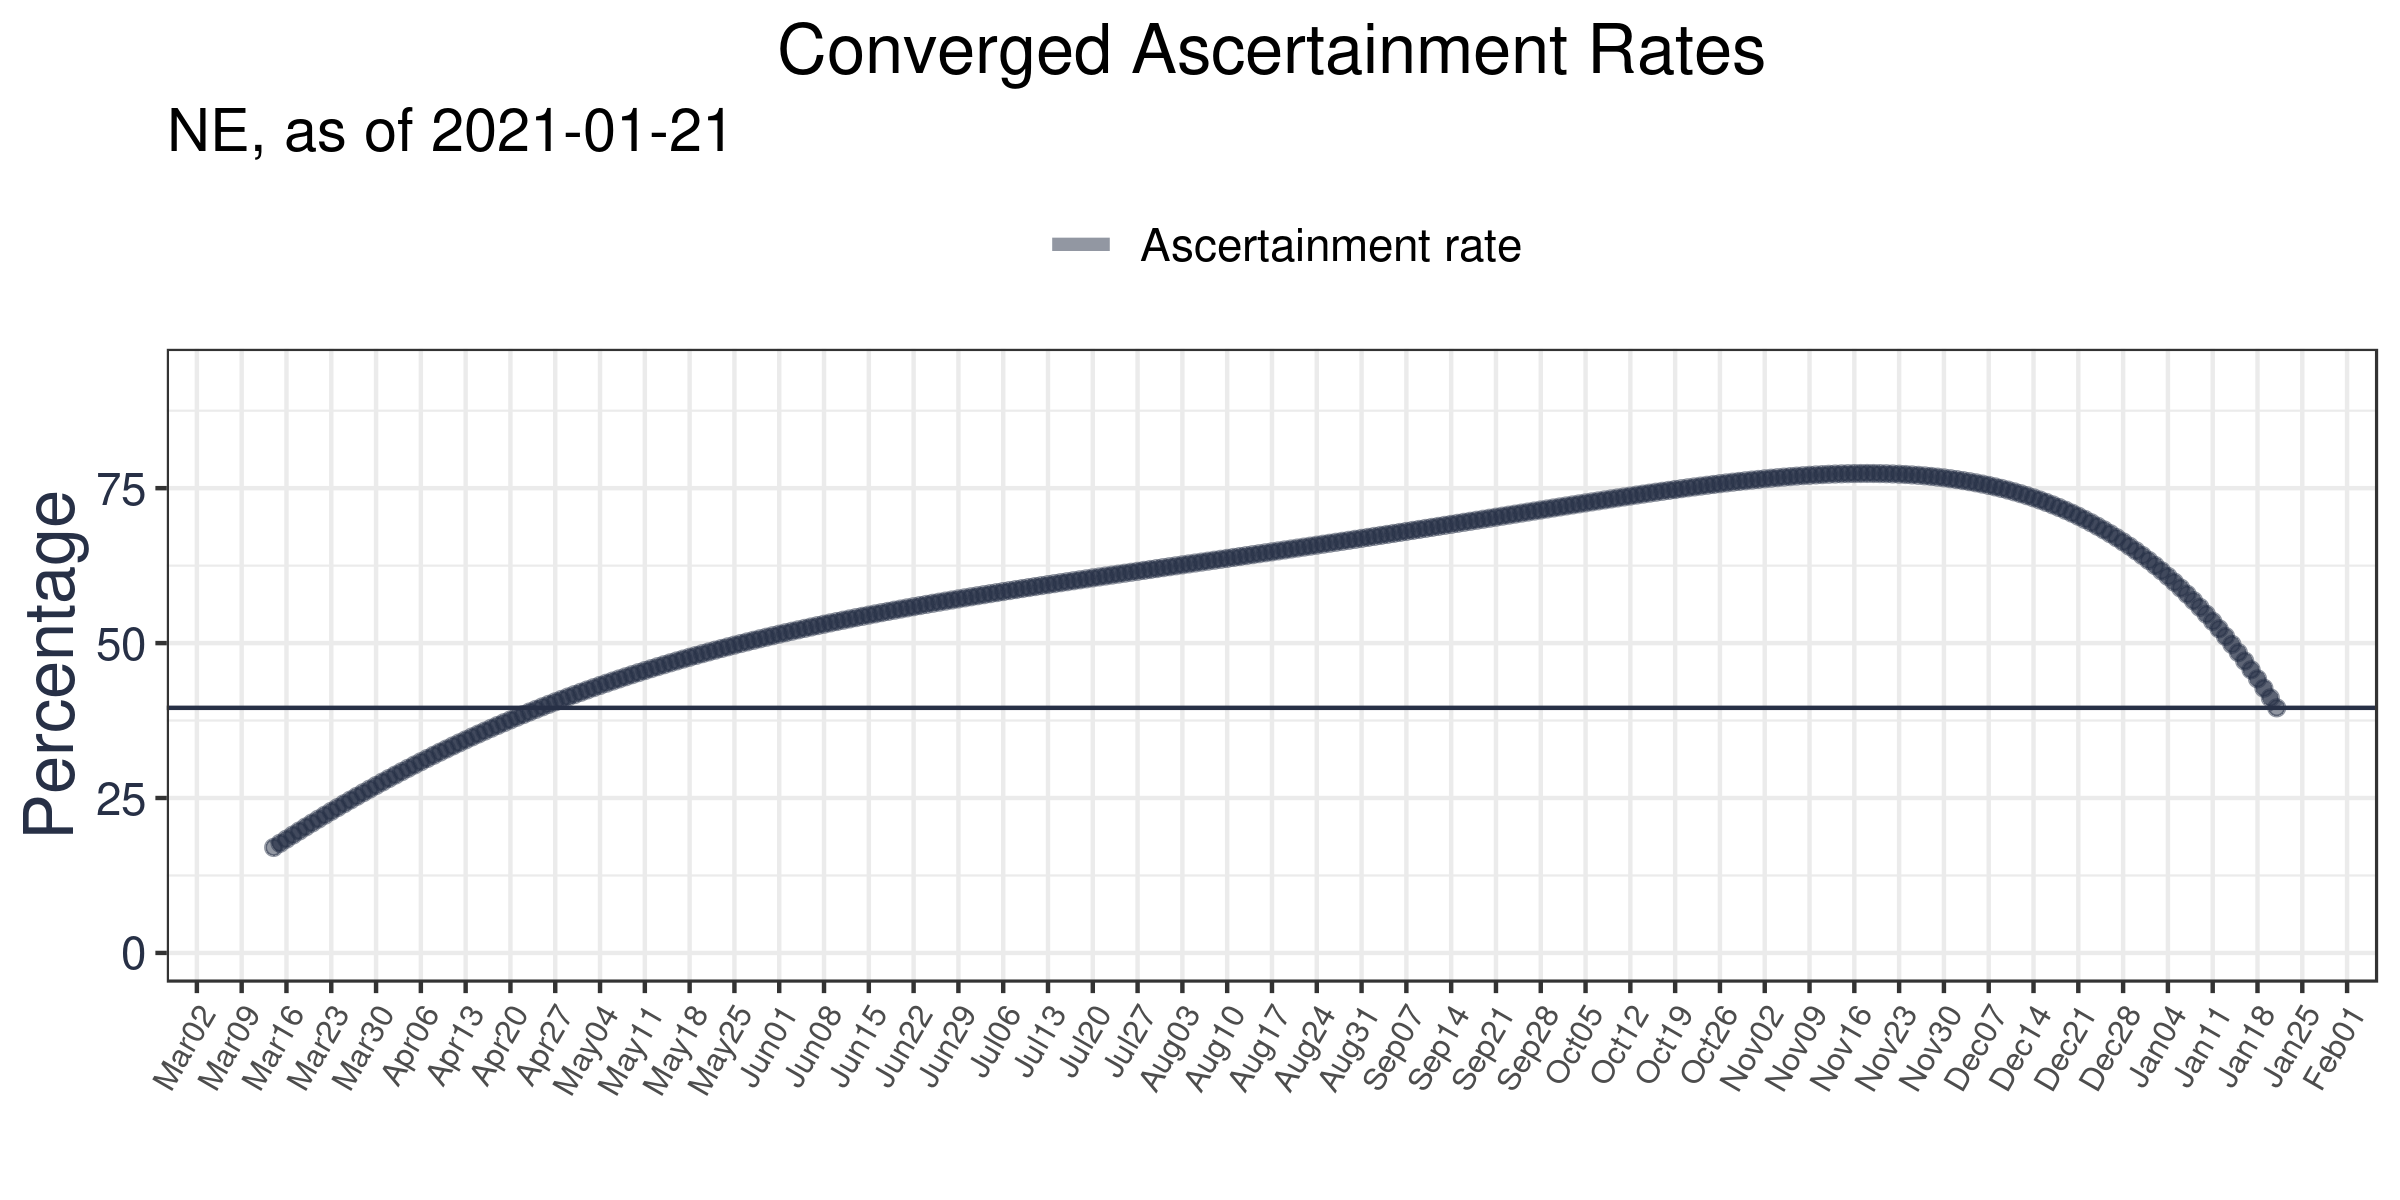 Converged Ascertainment Rates
NE, as of 2021-01-21
Ascertainment rate
Percentage
75
50
25
0
Mar02 Mar09 Mar16 Mar23 Mar30 Apr06 Apr13 Apr20 Apr27 May04 May11 May18 May25 Jun01 Jun08 Jun15 Jun22 Jun29 Jul06 Jul13 Jul20 Jul27 Aug03 Aug10 Aug17 Aug24 Aug31 Sep07 Sep14 Sep21 Sep28 Oct05 Oct12 Oct19 Oct26 Nov02 Nov09 Nov16 Nov23 Nov30 Dec07 Dec14 Dec21 Dec28 Jan04 Jan11 Jan18 Jan25 Feb01